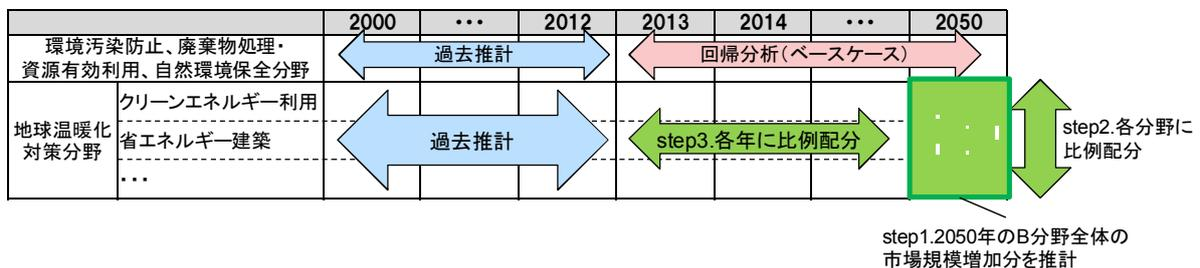 2000 ・・・ 2012 2013 2014 ・・・ 2050
環境汚染防止、廃棄物処理・
資源有効利用、自然環境保全分野
過去推計
回帰分析（ベースケース）
地球温暖化
対策分野
クリーンエネルギー利用
省エネルギー建築
・・・
過去推計
step3.各年に比例配分
step2.各分野に
比例配分
step1.2050年のB分野全体の
市場規模増加分を推計